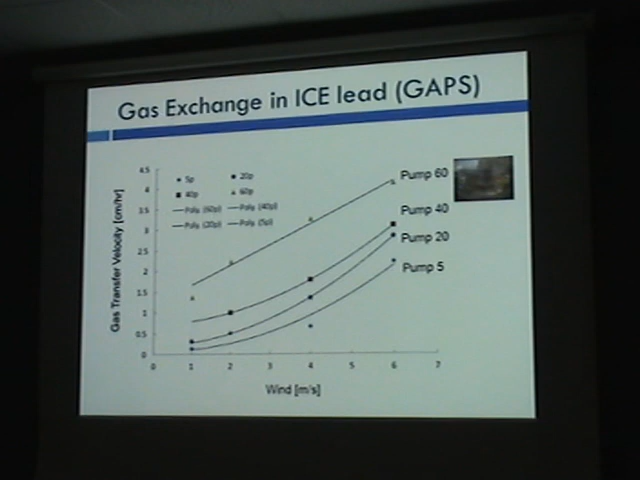 Gas Exchange in ICE lead (GAPS)
Gas Transfer Velocity [cm/hr]
4.5
4
3.5
3
2.5
2
1.5
1
0.5
0
5p
20p
40p
60p
Poly. (60p)
Poly. (40p)
Poly. (20p)
Poly. (5p)
Pump 60
Pump 40
Pump 20
Pump 5
0 1 2 3 4 5 6 7
Wind [m/s]